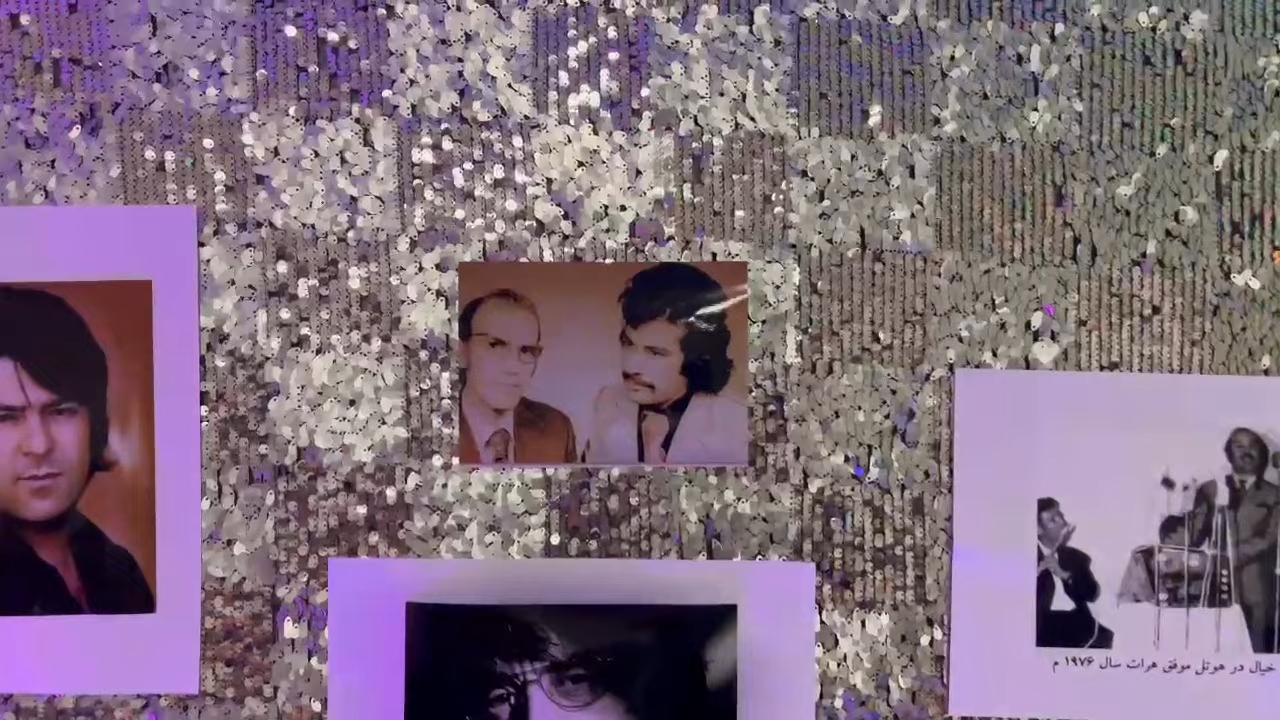 خیال در هوتل موفق هرات سال ۱۹۷۶ م